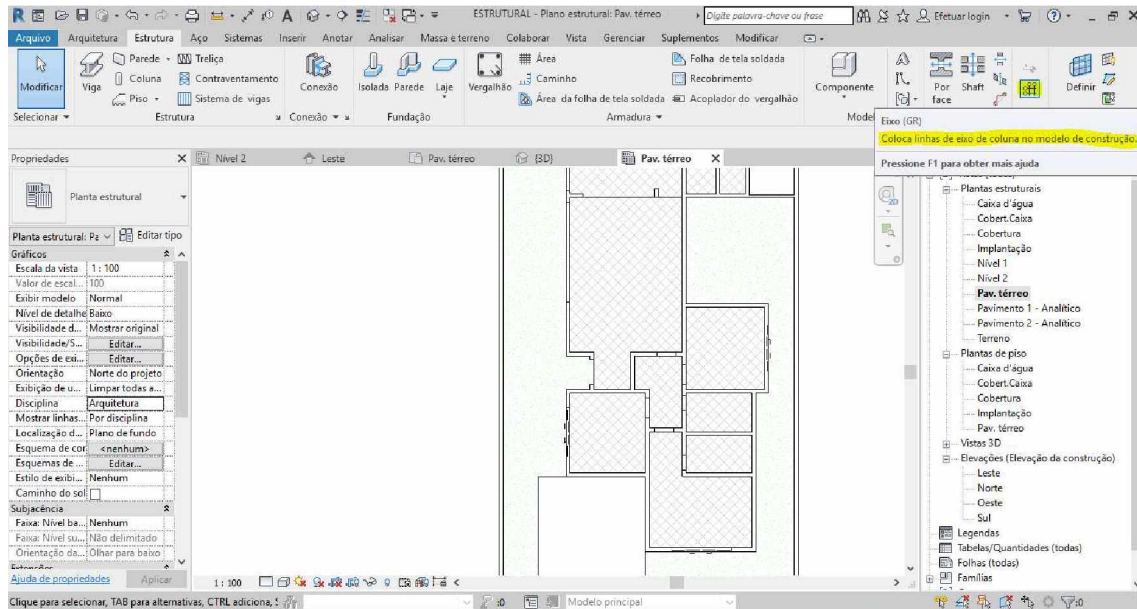 ESTRUTURAL - Plano estrutural: Pav. térreo
Digite palavra-chave ou frase
Efetuar login
Arquivo Arquitetura Estrutura Aço Sistemas Inserir Anotar Analisar Massa e terreno Colaborar Vista Gerenciar Suplementos Modificar
Modificar
Viga
Parede
Coluna
Piso
Treliça
Contraventamento
Sistema de vigas
Conexão
Isolada Parede Laje
Vergalhão
Área
Caminho
Área da folha de tela soldada
Folha de tela soldada
Recobrimento
Acoplador do vergalhão
Componente
Por face
Shaft
Definir
Selecionar
Estrutura
Conexão
Fundação
Armadura
Model
Eixo (GR)
Coloca linhas de eixo de coluna no modelo de construção.
Pressione F1 para obter mais ajuda
Propriedades
Nível 2
Leste
Pav. térreo
{3D}
Pav. térreo
Planta estrutural
Planta estrutural: Pa
Editar tipo
Gráficos
Escala da vista 1 : 100
Valor de escal... 100
Exibir modelo Normal
Nível de detalhe Baixo
Visibilidade d... Mostrar original
Visibilidade/S... Editar...
Opções de exi... Editar...
Orientação Norte do projeto
Exibição de u... Limpar todas a...
Disciplina Arquitetura
Mostrar linhas... Por disciplina
Localização d... Plano de fundo
Esquema de cor <nenhum>
Esquemas de ... Editar...
Estilo de exibi... Nenhum
Caminho do sol
Subjacência
Faixa: Nível ba... Nenhum
Faixa: Nível su... Não delimitado
Orientação da... Olhar para baixo
Extensões
Ajuda de propriedades
Aplicar
1 : 100
Plantas estruturais
Caixa d'água
Cobert.Caixa
Cobertura
Implantação
Nível 1
Nível 2
Pav. térreo
Pavimento 1 - Analítico
Pavimento 2 - Analítico
Terreno
Plantas de piso
Caixa d'água
Cobert.Caixa
Cobertura
Implantação
Pav. térreo
Vistas 3D
Elevações (Elevação da construção)
Leste
Norte
Oeste
Sul
Legendas
Tabelas/Quantidades (todas)
Folhas (todas)
Famílias
Clique para selecionar, TAB para alternativas, CTRL adiciona,
:0
Modelo principal
:0